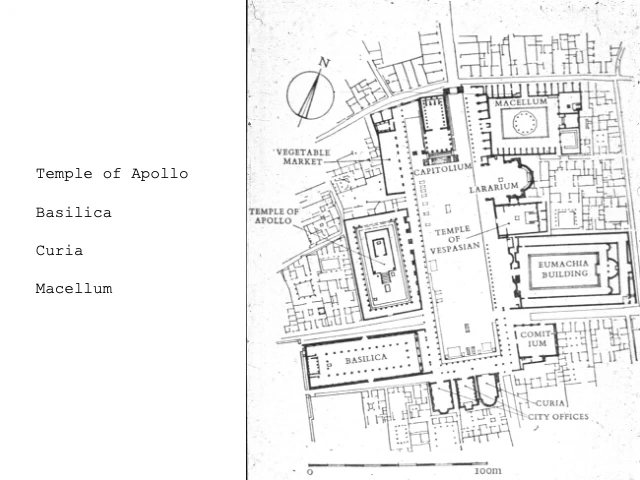 Temple of Apollo
Basilica
Curia
Macellum
N
MACELLUM
VEGETABLE
MARKET
CAPITOLIUM
LARARIUM
TEMPLE OF
APOLLO
TEMPLE
OF
VESPASIAN
EUMACHIA
BUILDING
COMIT-
IUM
BASILICA
CURIA
CITY OFFICES
0 100m